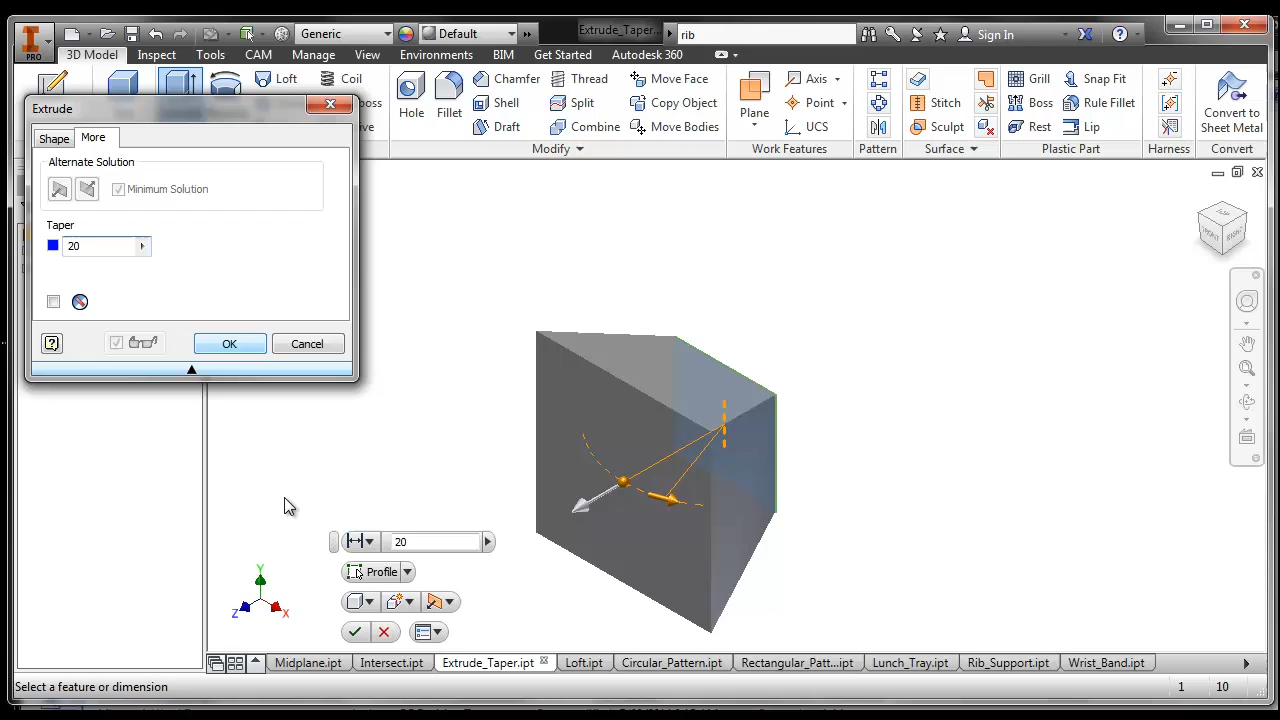 Generic
Default
Extrude_Taper...
rib
Sign In
PRO
3D Model
Inspect
Tools
CAM
Manage
View
Environments
BIM
Get Started
Autodesk 360
Loft
Coil
Hole
Fillet
Chamfer
Thread
Move Face
Shell
Split
Copy Object
Draft
Combine
Move Bodies
Plane
Axis
Point
UCS
Stitch
Sculpt
Grill
Snap Fit
Boss
Rule Fillet
Rest
Lip
Convert to
Sheet Metal
Modify
Work Features
Pattern
Surface
Plastic Part
Harness
Convert
Extrude
Shape
More
Alternate Solution
Minimum Solution
Taper
20
OK
Cancel
TOP
FRONT
RIGHT
20
Profile
Y
Z
X
Midplane.ipt
Intersect.ipt
Extrude_Taper.ipt
Loft.ipt
Circular_Pattern.ipt
Rectangular_Patt...ipt
Lunch_Tray.ipt
Rib_Support.ipt
Wrist_Band.ipt
Select a feature or dimension
1
10